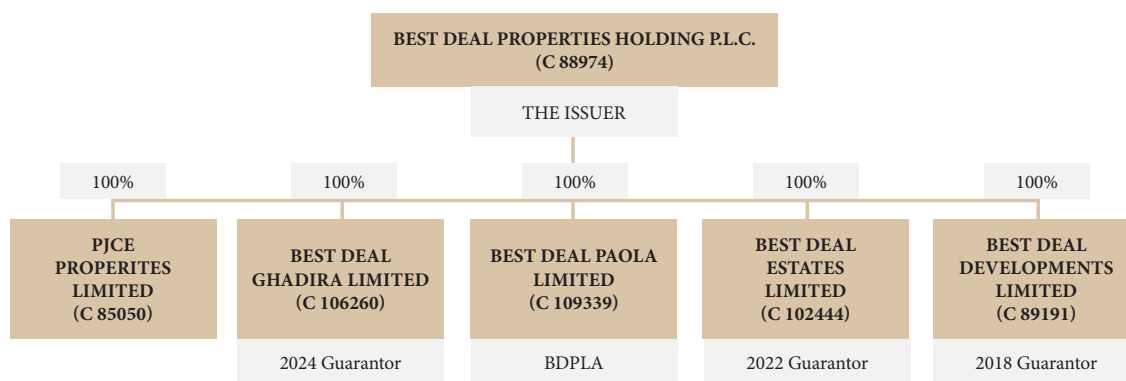 BEST DEAL PROPERTIES HOLDING P.L.C.
(C 88974)
THE ISSUER
100%
100%
100%
100%
100%
PJCE
PROPERITES
LIMITED
(C 85050)
BEST DEAL
GHADIRA LIMITED
(C 106260)
2024 Guarantor
BEST DEAL PAOLA
LIMITED
(C 109339)
BDPLA
BEST DEAL
ESTATES
LIMITED
(C 102444)
2022 Guarantor
BEST DEAL
DEVELOPMENTS
LIMITED
(C 89191)
2018 Guarantor